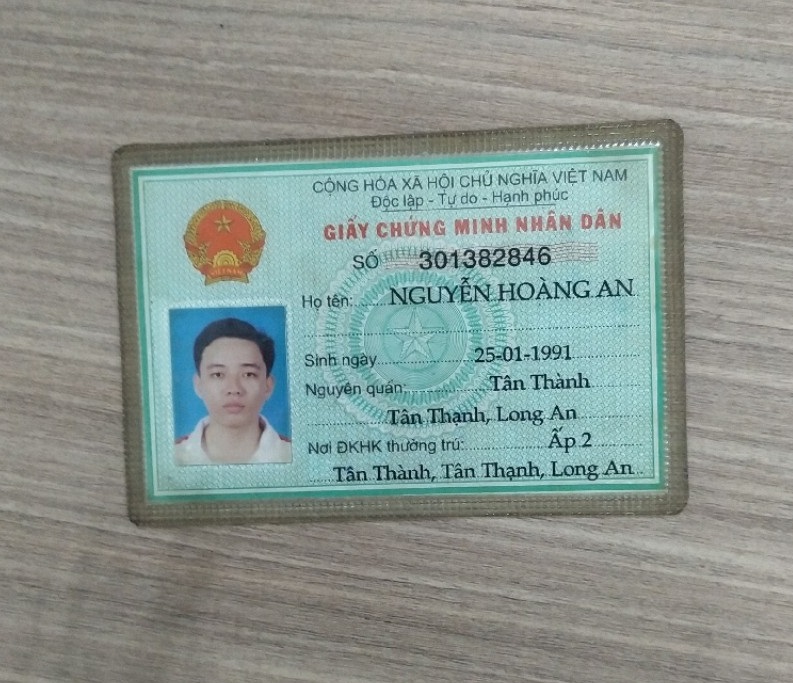 CỘNG HÒA XÃ HỘI CHỦ NGHĨA VIỆT NAM
Độc lập - Tự do - Hạnh phúc
GIẤY CHỨNG MINH NHÂN DÂN
SỐ 301382846
Họ tên: NGUYỄN HOÀNG AN
Sinh ngày 25-01-1991
Nguyên quán: Tân Thành
Tân Thạnh, Long An
Nơi ĐKHK thường trú: Ấp 2
Tân Thành, Tân Thạnh, Long An
VIỆT NAM